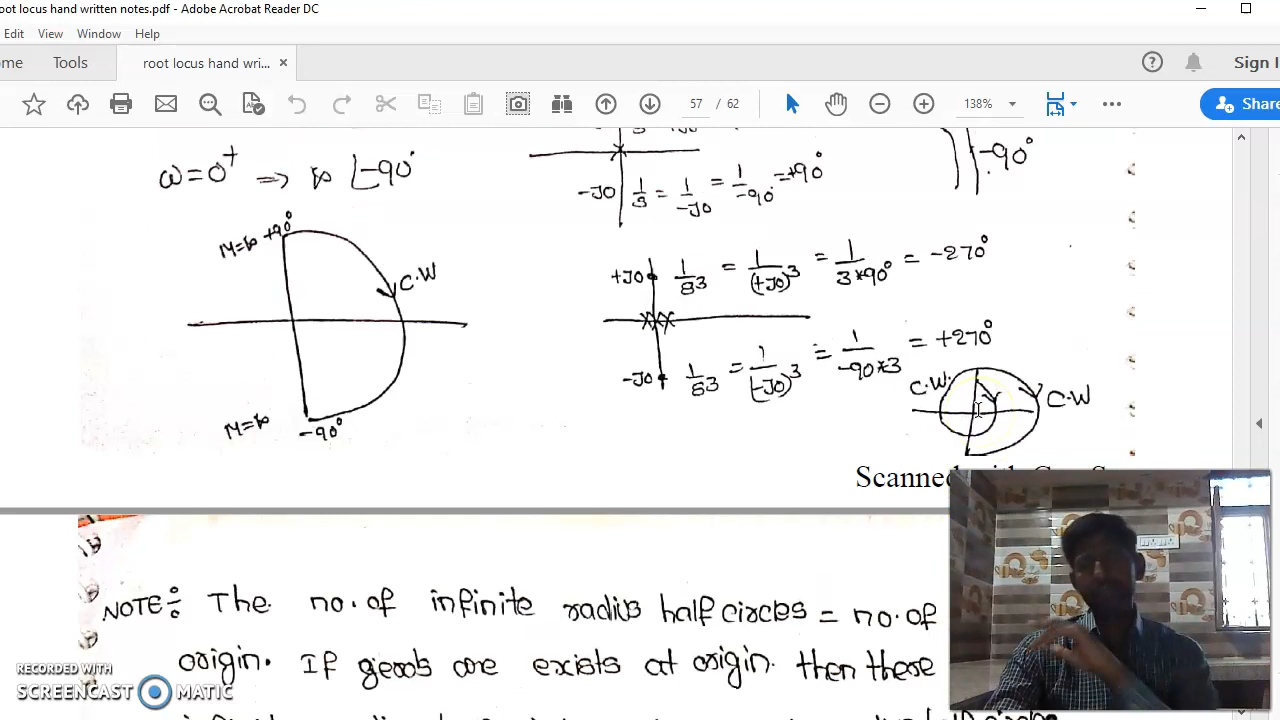 root locus hand written notes.pdf - Adobe Acrobat Reader DC
Edit View Window Help
ome Tools root locus hand wri... × Sign I
57 / 62 138% Share
ω=0⁺ ⇒ ∞ ∠-90°
-J0 1/S = 1/-J0 = 1/-90° = +90°
-90°
M=∞ +90°
C.W
M=∞
-90°
+J0 1/S³ = 1/(+J0)³ = 1/3*90° = -270°
-J0 1/S³ = 1/(-J0)³ = 1/-90*3 = +270°
C.W. C.W
Scanned with
NOTE:- The no.of infinite radius half circles = no.of
origin. If zeros are exists at origin. then these
RECORDED WITH
SCREENCAST MATIC